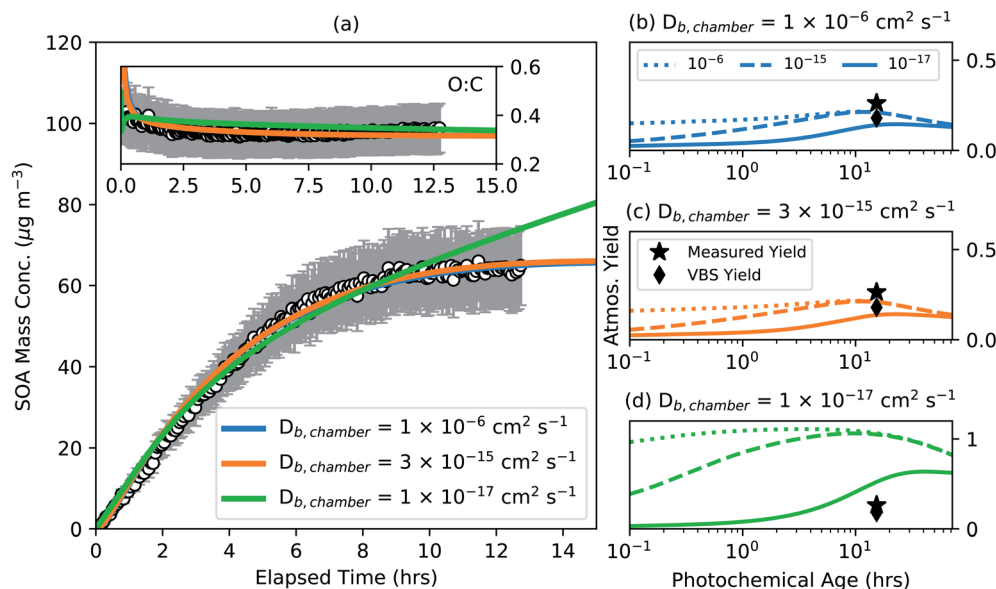 (a)
120
100
80
60
40
20
0
SOA Mass Conc. (μg m⁻³)
O:C
0.6
0.4
0.2
0.0 2.5 5.0 7.5 10.0 12.5 15.0
D_b,chamber = 1 × 10⁻⁶ cm² s⁻¹
D_b,chamber = 3 × 10⁻¹⁵ cm² s⁻¹
D_b,chamber = 1 × 10⁻¹⁷ cm² s⁻¹
0 2 4 6 8 10 12 14
Elapsed Time (hrs)
(b) D_b,chamber = 1 × 10⁻⁶ cm² s⁻¹
10⁻⁶ 10⁻¹⁵ 10⁻¹⁷
0.5
0.0
10⁻¹ 10⁰ 10¹
(c) D_b,chamber = 3 × 10⁻¹⁵ cm² s⁻¹
Measured Yield
VBS Yield
0.5
0.0
10⁻¹ 10⁰ 10¹
Atmos. Yield
(d) D_b,chamber = 1 × 10⁻¹⁷ cm² s⁻¹
1
0
10⁻¹ 10⁰ 10¹
Photochemical Age (hrs)